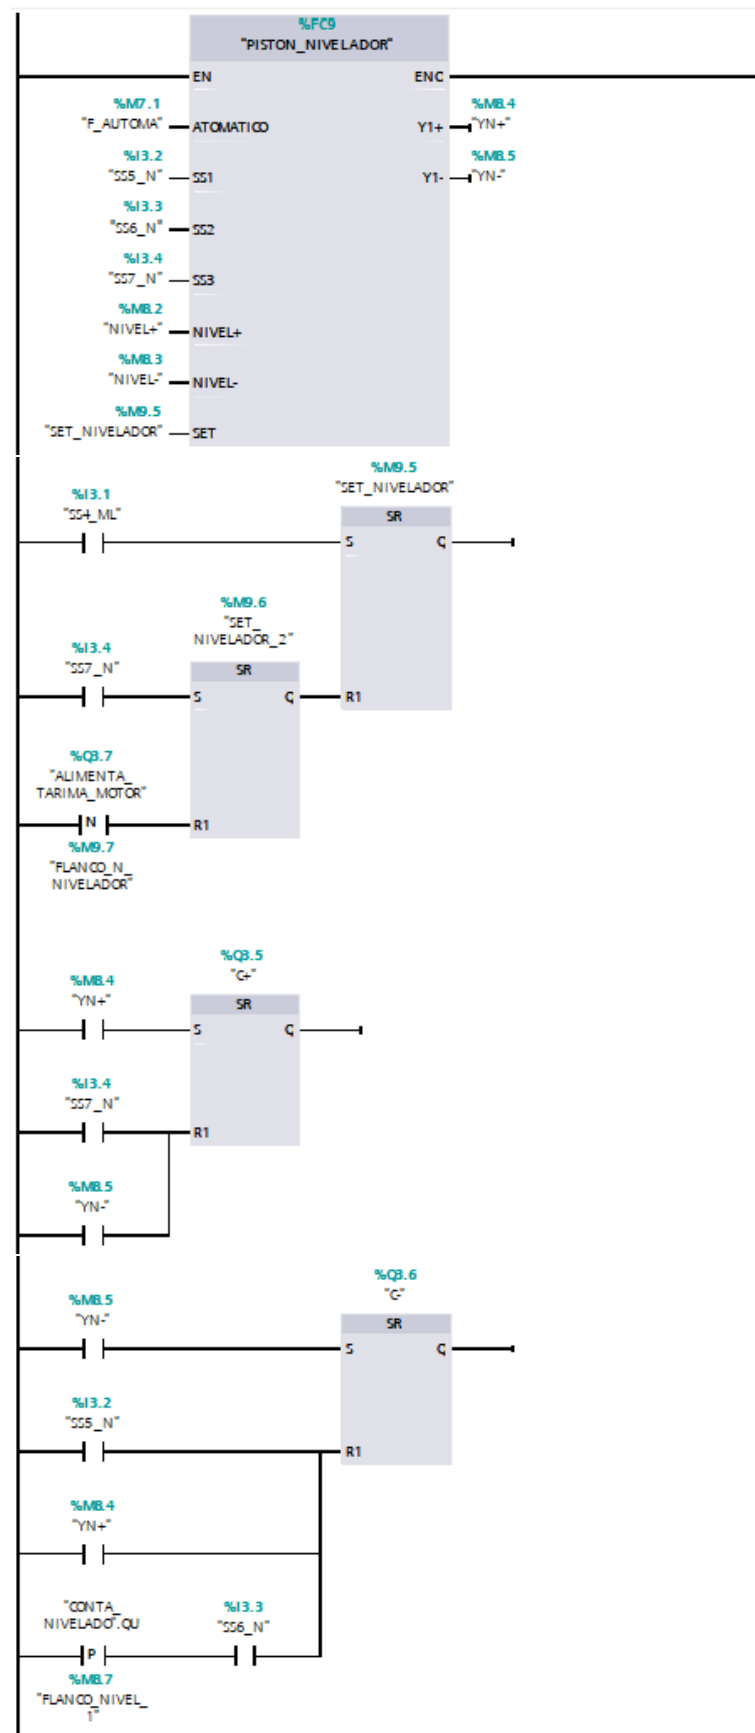 %FC9
"PISTON_NIVELADOR"
EN ENO
%M7.1
"F_AUTOMA" ATOMATICO
%M8.4
Y1+ "YN+"
%I3.2
"SS5_N" SS1
%M8.5
Y1- "YN-"
%I3.3
"SS6_N" SS2
%I3.4
"SS7_N" SS3
%M8.2
"NIVEL+" NIVEL+
%M8.3
"NIVEL-" NIVEL-
%M9.5
"SET_NIVELADOR" SET
%M9.5
"SET_NIVELADOR"
%I3.1
"SS4_ML"
SR
S Q
%M9.6
"SET_
NIVELADOR_2"
%I3.4
"SS7_N"
SR
S Q R1
%Q3.7
"ALIMENTA_
TARIMA_MOTOR"
N R1
%M9.7
"FLANCO_N_
NIVELADOR"
%Q3.5
"C+"
%M8.4
"YN+"
SR
S Q
%I3.4
"SS7_N"
R1
%M8.5
"YN-"
%Q3.6
"C-"
%M8.5
"YN-"
SR
S Q
%I3.2
"SS5_N"
R1
%M8.4
"YN+"
"CONTA_
NIVELADO".QU
%I3.3
"SS6_N"
P
%M8.7
"FLANCO_NIVEL_
1"